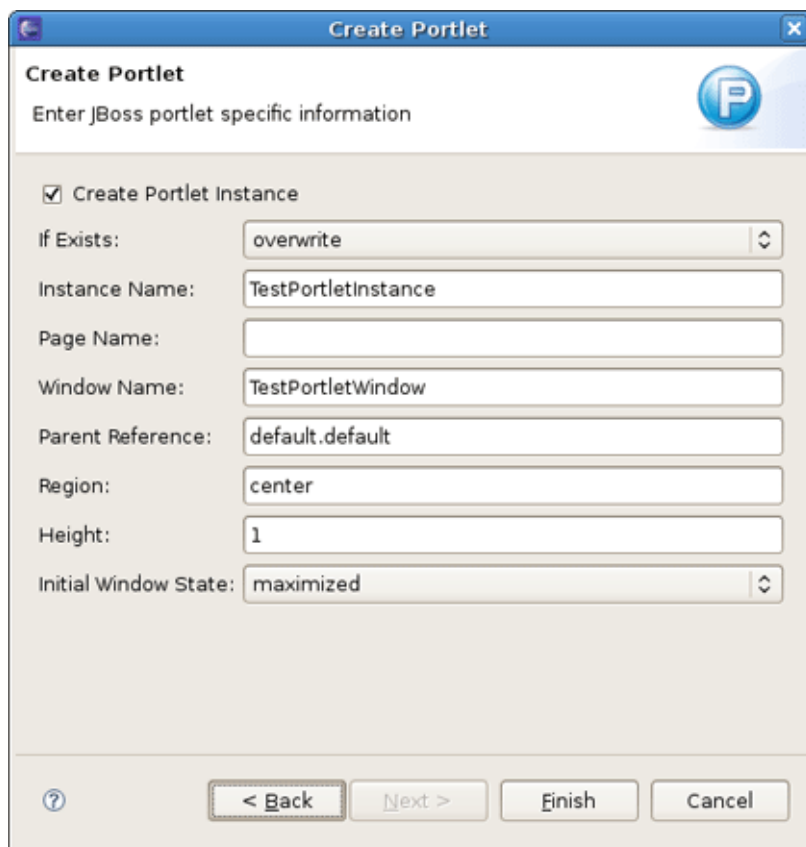 Create Portlet
Create Portlet
Enter JBoss portlet specific information
P
Create Portlet Instance
If Exists: overwrite
Instance Name: TestPortletInstance
Page Name:
Window Name: TestPortletWindow
Parent Reference: default.default
Region: center
Height: 1
Initial Window State: maximized
? < Back Next > Finish Cancel